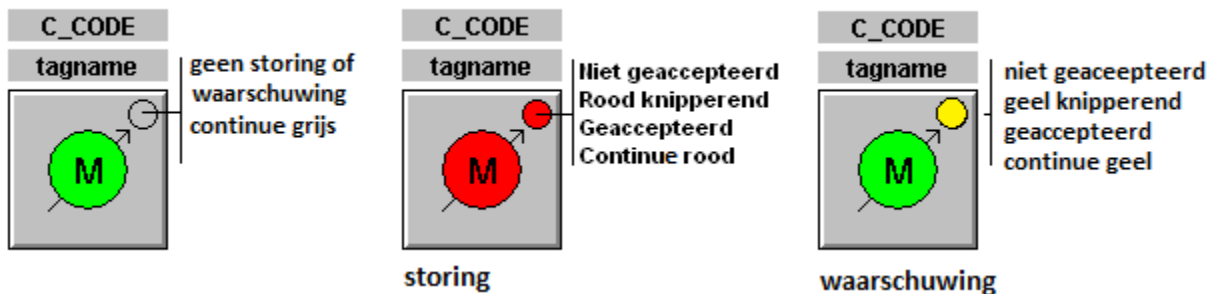 C_CODE
tagname
geen storing of
waarschuwing
continue grijs
M
C_CODE
tagname
Niet geaccepteerd
Rood knipperend
Geaccepteerd
Continue rood
M
storing
C_CODE
tagname
niet geaceepteerd
geel knipperend
geaccepteerd
continue geel
M
waarschuwing